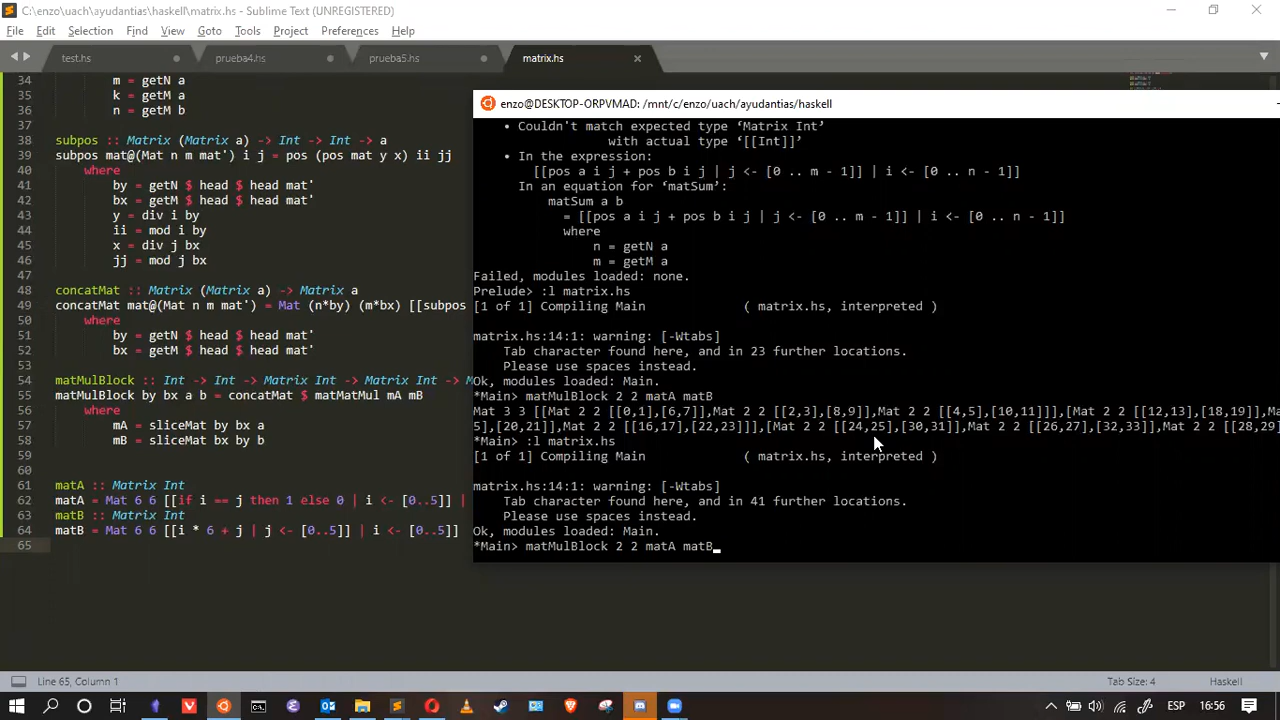 C:\enzo\uach\ayudantias\haskell\matrix.hs - Sublime Text (UNREGISTERED)
File Edit Selection Find View Goto Tools Project Preferences Help
test.hs prueba4.hs prueba5.hs matrix.hs
34 m = getN a
35 k = getM a
36 n = getM b
37
38 subpos :: Matrix (Matrix a) -> Int -> Int -> a
39 subpos mat@(Mat n m mat') i j = pos (pos mat y x) ii jj
40 where
41 by = getN $ head $ head mat'
42 bx = getM $ head $ head mat'
43 y = div i by
44 ii = mod i by
45 x = div j bx
46 jj = mod j bx
47
48 concatMat :: Matrix (Matrix a) -> Matrix a
49 concatMat mat@(Mat n m mat') = Mat (n*by) (m*bx) [[subpos
50 where
51 by = getN $ head $ head mat'
52 bx = getM $ head $ head mat'
53
54 matMulBlock :: Int -> Int -> Matrix Int -> Matrix Int -> M
55 matMulBlock by bx a b = concatMat $ matMatMul mA mB
56 where
57 mA = sliceMat by bx a
58 mB = sliceMat by bx b
59
60
61 matA :: Matrix Int
62 matA = Mat 6 6 [[if i == j then 1 else 0 | i <- [0..5]] |
63 matB :: Matrix Int
64 matB = Mat 6 6 [[i * 6 + j | j <- [0..5]] | i <- [0..5]]
65
enzo@DESKTOP-ORPVMAD: /mnt/c/enzo/uach/ayudantias/haskell
• Couldn't match expected type ‘Matrix Int’
with actual type ‘[[Int]]’
• In the expression:
[[pos a i j + pos b i j | j <- [0 .. m - 1]] | i <- [0 .. n - 1]]
In an equation for ‘matSum’:
matSum a b
= [[pos a i j + pos b i j | j <- [0 .. m - 1]] | i <- [0 .. n - 1]]
where
n = getN a
m = getM a
Failed, modules loaded: none.
Prelude> :l matrix.hs
[1 of 1] Compiling Main ( matrix.hs, interpreted )
matrix.hs:14:1: warning: [-Wtabs]
Tab character found here, and in 23 further locations.
Please use spaces instead.
Ok, modules loaded: Main.
*Main> matMulBlock 2 2 matA matB
Mat 3 3 [[Mat 2 2 [[0,1],[6,7]],Mat 2 2 [[2,3],[8,9]],Mat 2 2 [[4,5],[10,11]]],[Mat 2 2 [[12,13],[18,19]],Ma
5],[20,21]],Mat 2 2 [[16,17],[22,23]]],[Mat 2 2 [[24,25],[30,31]],Mat 2 2 [[26,27],[32,33]],Mat 2 2 [[28,29]
*Main> :l matrix.hs
[1 of 1] Compiling Main ( matrix.hs, interpreted )
matrix.hs:14:1: warning: [-Wtabs]
Tab character found here, and in 41 further locations.
Please use spaces instead.
Ok, modules loaded: Main.
*Main> matMulBlock 2 2 matA matB
Line 65, Column 1 Tab Size: 4 Haskell
ESP 16:56